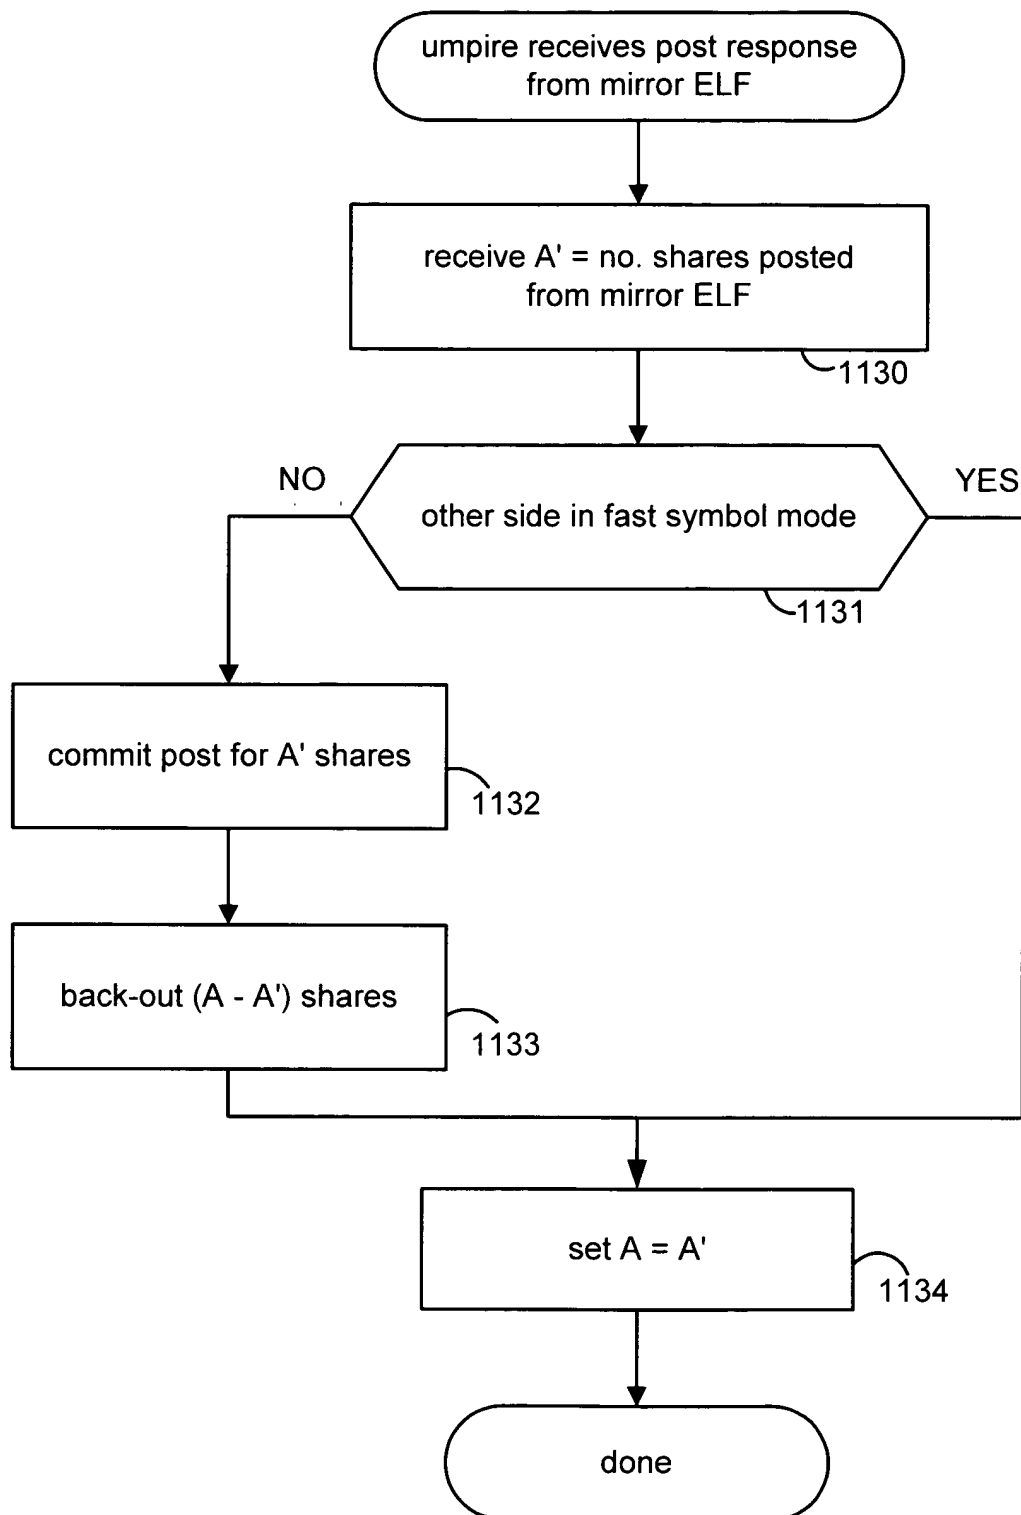 umpire receives post response
from mirror ELF
receive A' = no. shares posted
from mirror ELF
1130
NO
YES
other side in fast symbol mode
1131
commit post for A' shares
1132
back-out (A - A') shares
1133
set A = A'
1134
done